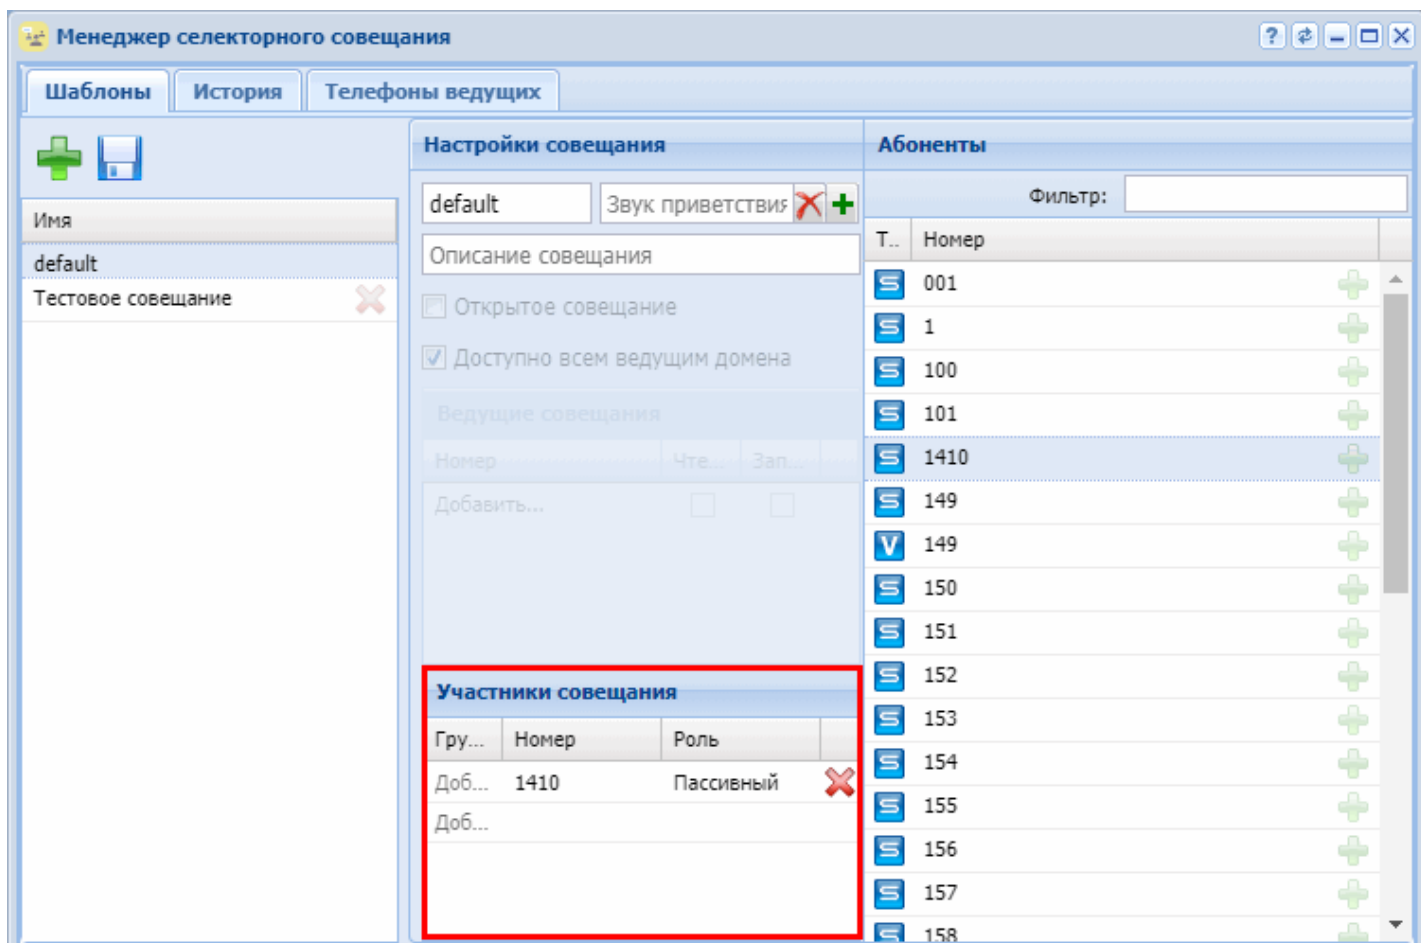 Менеджер селекторного совещания
Шаблоны История Телефоны ведущих
Имя
default
Тестовое совещание
Настройки совещания
default Звук приветствия
Описание совещания
Открытое совещание
Доступно всем ведущим домена
Ведущие совещания
Номер Чте... Зап...
Добавить...
Участники совещания
Гру... Номер Роль
Доб... 1410 Пассивный
Доб...
Абоненты
Фильтр:
Т.. Номер
S 001
S 1
S 100
S 101
S 1410
S 149
V 149
S 150
S 151
S 152
S 153
S 154
S 155
S 156
S 157
S 158